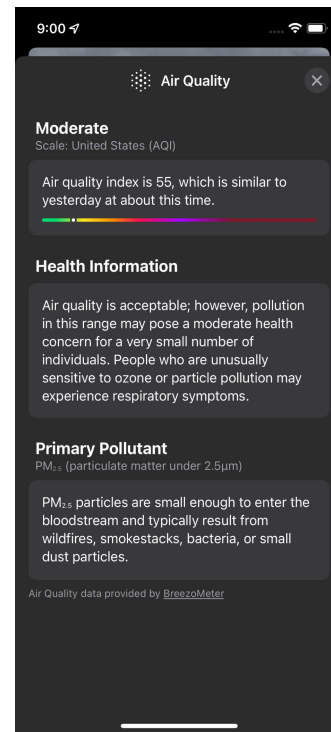 9:00
Air Quality
Moderate
Scale: United States (AQI)
Air quality index is 55, which is similar to
yesterday at about this time.
Health Information
Air quality is acceptable; however, pollution
in this range may pose a moderate health
concern for a very small number of
individuals. People who are unusually
sensitive to ozone or particle pollution may
experience respiratory symptoms.
Primary Pollutant
PM₂.₅ (particulate matter under 2.5μm)
PM₂.₅ particles are small enough to enter the
bloodstream and typically result from
wildfires, smokestacks, bacteria, or small
dust particles.
Air Quality data provided by BreezoMeter